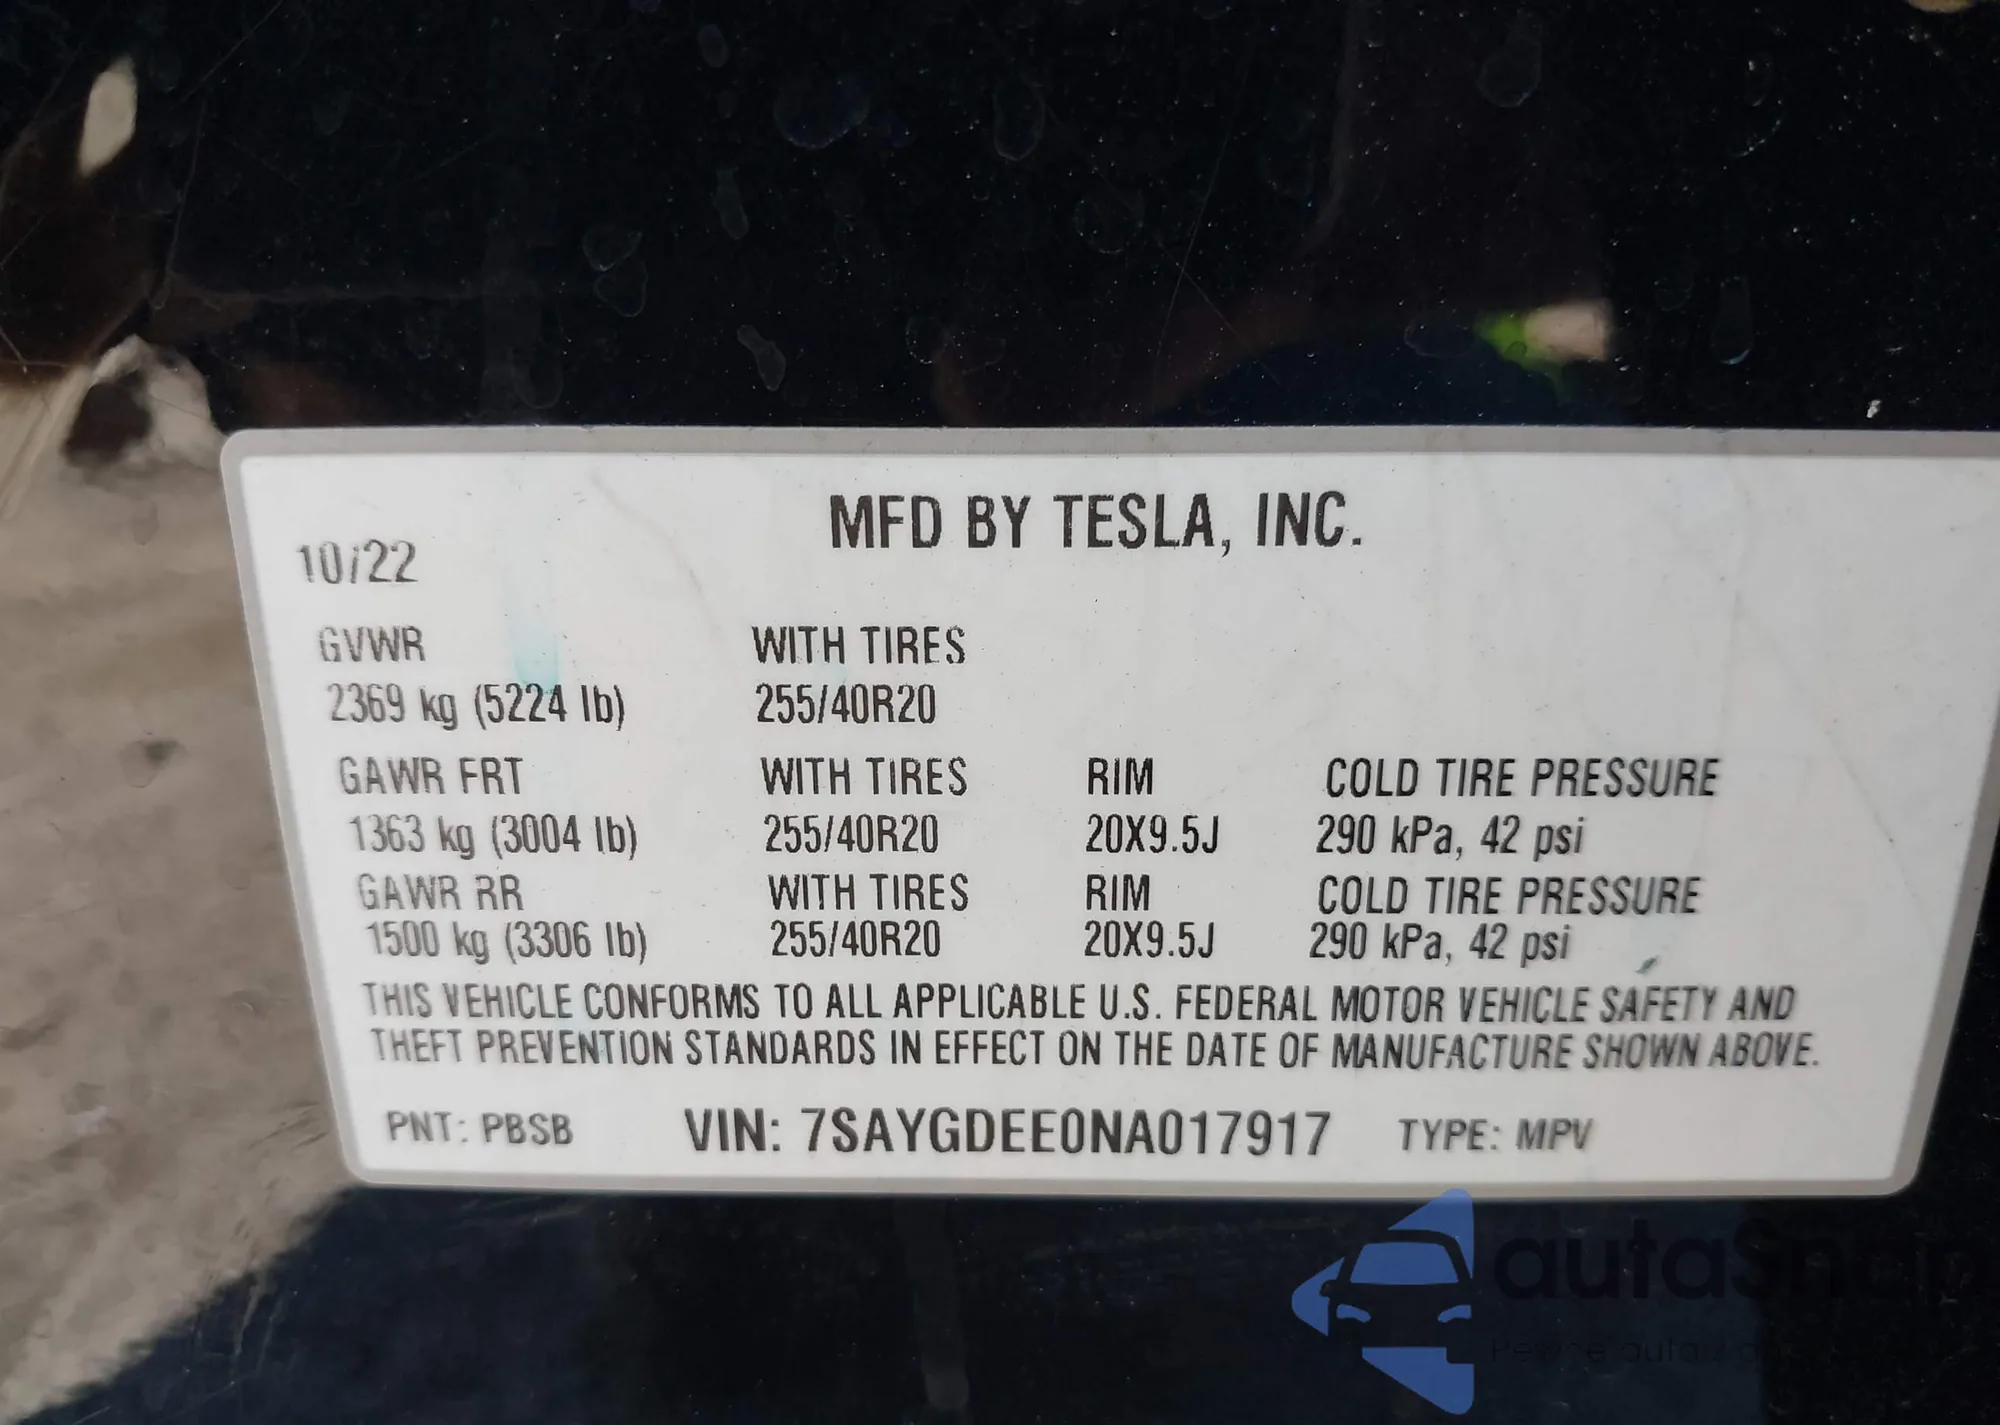 MFD BY TESLA, INC.
10/22
GVWR WITH TIRES
2369 kg (5224 lb) 255/40R20
GAWR FRT WITH TIRES RIM COLD TIRE PRESSURE
1363 kg (3004 lb) 255/40R20 20X9.5J 290 kPa, 42 psi
GAWR RR WITH TIRES RIM COLD TIRE PRESSURE
1500 kg (3306 lb) 255/40R20 20X9.5J 290 kPa, 42 psi
THIS VEHICLE CONFORMS TO ALL APPLICABLE U.S. FEDERAL MOTOR VEHICLE SAFETY AND
THEFT PREVENTION STANDARDS IN EFFECT ON THE DATE OF MANUFACTURE SHOWN ABOVE.
PNT: PBSB VIN: 7SAYGDEE0NA017917 TYPE: MPV
autaSnap